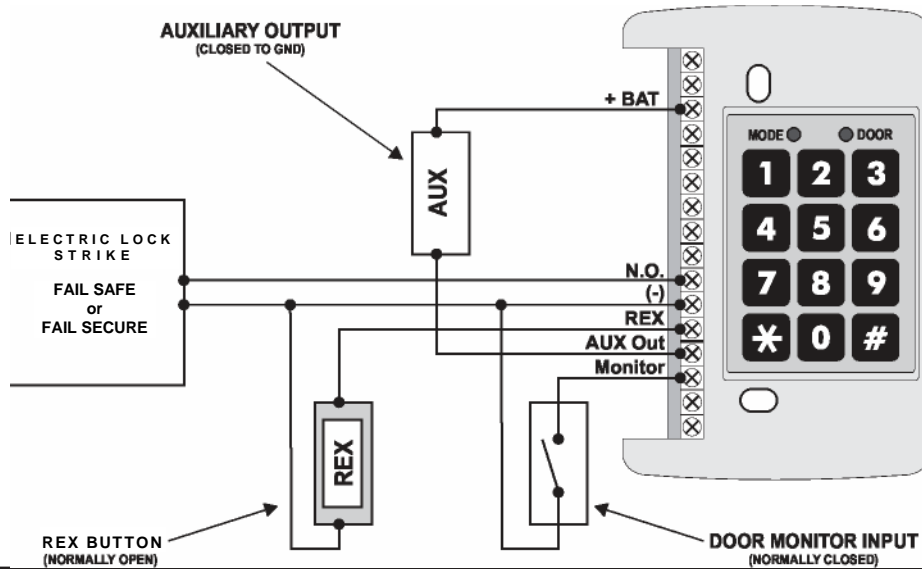 AUXILIARY OUTPUT
(CLOSED TO GND)
+ BAT
MODE DOOR
AUX
1 2 3
4 5 6
7 8 9
* 0 #
ELECTRIC LOCK
STRIKE
FAIL SAFE
or
FAIL SECURE
N.O.
(-)
REX
AUX Out
Monitor
REX
REX BUTTON
(NORMALLY OPEN)
DOOR MONITOR INPUT
(NORMALLY CLOSED)